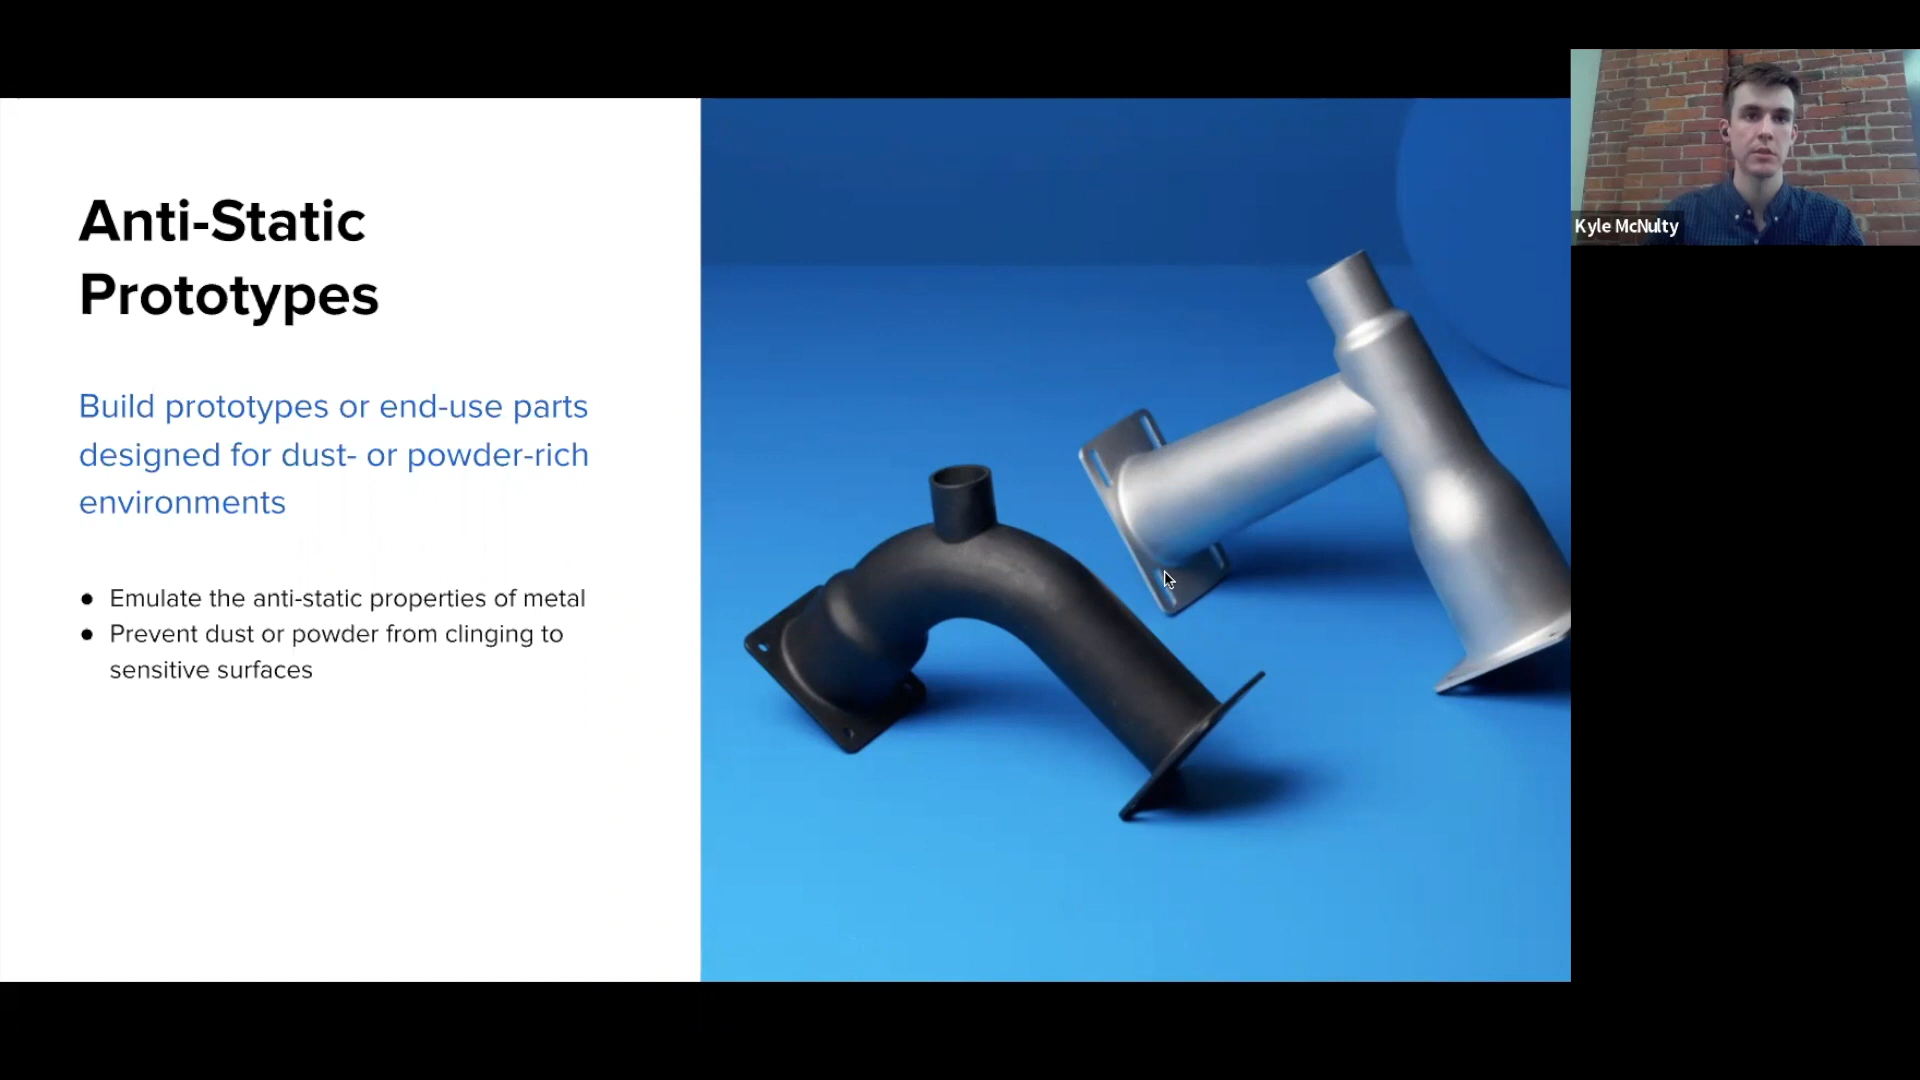 Anti-Static
Prototypes
Build prototypes or end-use parts
designed for dust- or powder-rich
environments
● Emulate the anti-static properties of metal
● Prevent dust or powder from clinging to
sensitive surfaces
Kyle McNulty